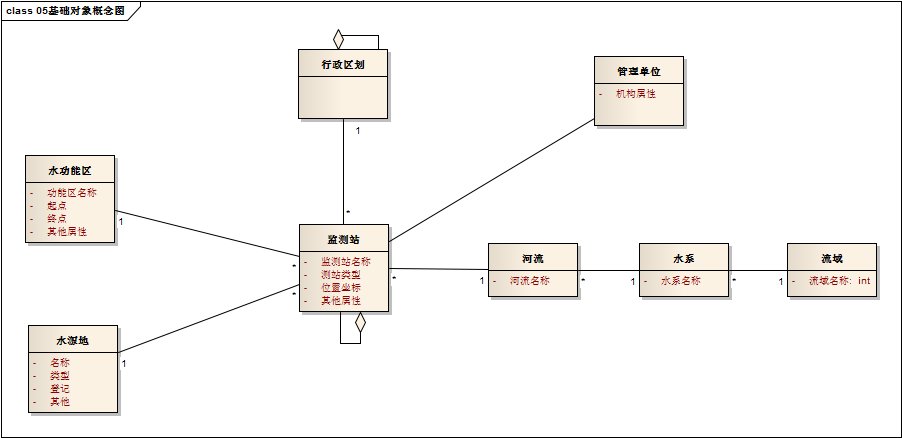 class 05基础对象概念图
行政区划
1
*
管理单位
- 机构属性
水功能区
- 功能区名称
- 起点
- 终点
- 其他属性
1
*
监测站
- 监测站名称
- 测站类型
- 位置坐标
- 其他属性
*
*
河流
- 河流名称
1
*
水系
- 水系名称
1
*
流域
- 流域名称: int
1
水源地
- 名称
- 类型
- 登记
- 其他
1